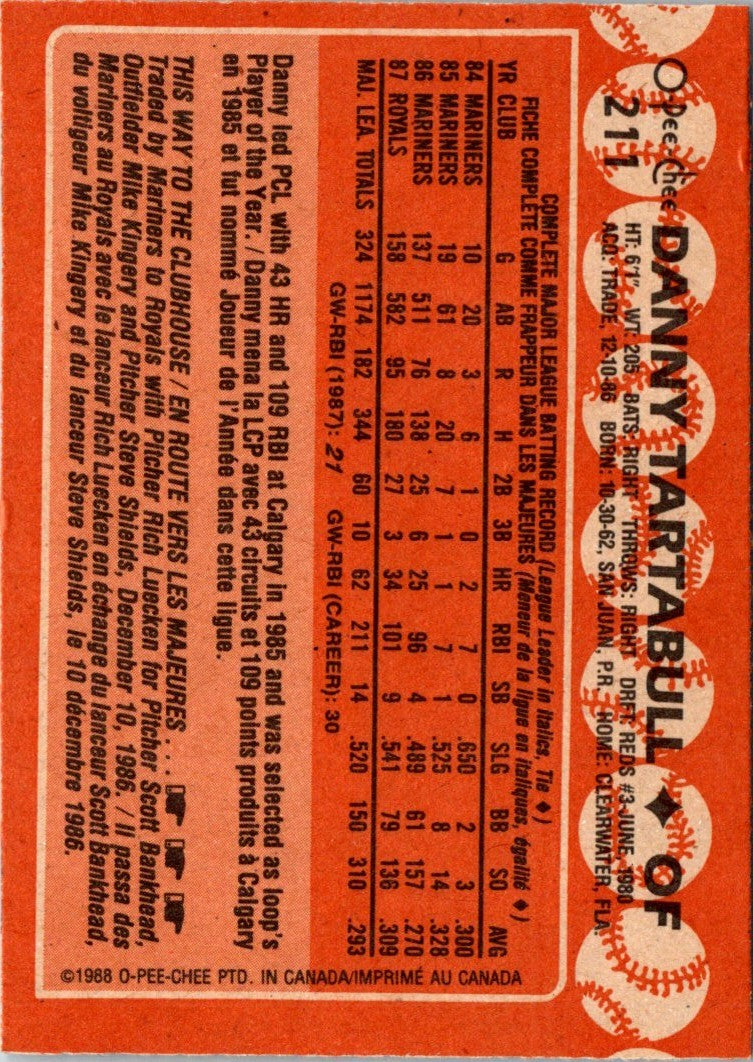 O-Pee-Chee DANNY TARTABULL ✦ OF
211
HT: 6'1" WT: 205 BATS: RIGHT THROWS: RIGHT DRFT: REDS #3-JUNE, 1980
ACQ: TRADE, 12-10-86 BORN: 10-30-62, SAN JUAN, P.R. HOME: CLEARWATER, FLA.
COMPLETE MAJOR LEAGUE BATTING RECORD (League Leader in Italics, Tie ♦)
FICHE COMPLÈTE COMME FRAPPEUR DANS LES MAJEURES (Meneur de la ligue en italiques, égalité ♦)
YR CLUB G AB R H 2B 3B HR RBI SB SLG BB SO AVG
84 MARINERS 10 20 3 6 1 0 2 7 0 .650 2 3 .300
85 MARINERS 19 61 8 20 7 1 1 7 1 .525 8 14 .328
86 MARINERS 137 511 76 138 25 6 25 96 4 .489 61 157 .270
87 ROYALS 158 582 95 180 27 3 34 101 9 .541 79 136 .309
MAJ. LEA. TOTALS 324 1174 182 344 60 10 62 211 14 .520 150 310 .293
GW-RBI (1987): 21 GW-RBI (CAREER): 30
Danny led PCL with 43 HR and 109 RBI at Calgary in 1985 and was selected as loop's
Player of the Year. / Danny mena la LCP avec 43 circuits et 109 points produits à Calgary
en 1985 et fut nommé Joueur de l'Année dans cette ligue.
THIS WAY TO THE CLUBHOUSE / EN ROUTE VERS LES MAJEURES . . .
Traded by Mariners to Royals with Pitcher Rich Luecken for Pitcher Scott Bankhead,
Outfielder Mike Kingery and Pitcher Steve Shields, December 10, 1986. / Il passa des
Mariners au Royals avec le lanceur Rich Luecken en échange du lanceur Scott Bankhead,
du voltigeur Mike Kingery et du lanceur Steve Shields, le 10 décembre 1986.
©1988 O-PEE-CHEE PTD. IN CANADA/IMPRIMÉ AU CANADA